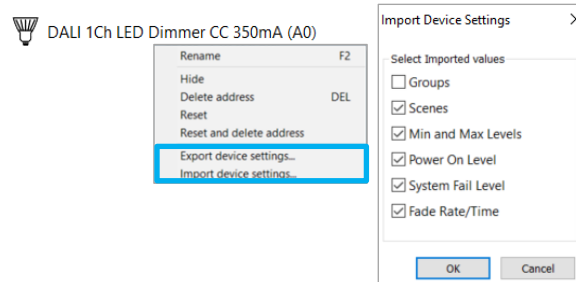 DALI 1Ch LED Dimmer CC 350mA (A0)
Rename F2
Hide
Delete address DEL
Reset
Reset and delete address
Export device settings...
Import device settings...
Import Device Settings
Select Imported values
Groups
Scenes
Min and Max Levels
Power On Level
System Fail Level
Fade Rate/Time
OK Cancel